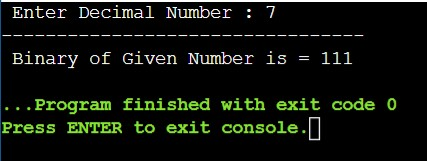 Enter Decimal Number : 7
----------------------------------
Binary of Given Number is = 111
...Program finished with exit code 0
Press ENTER to exit console.